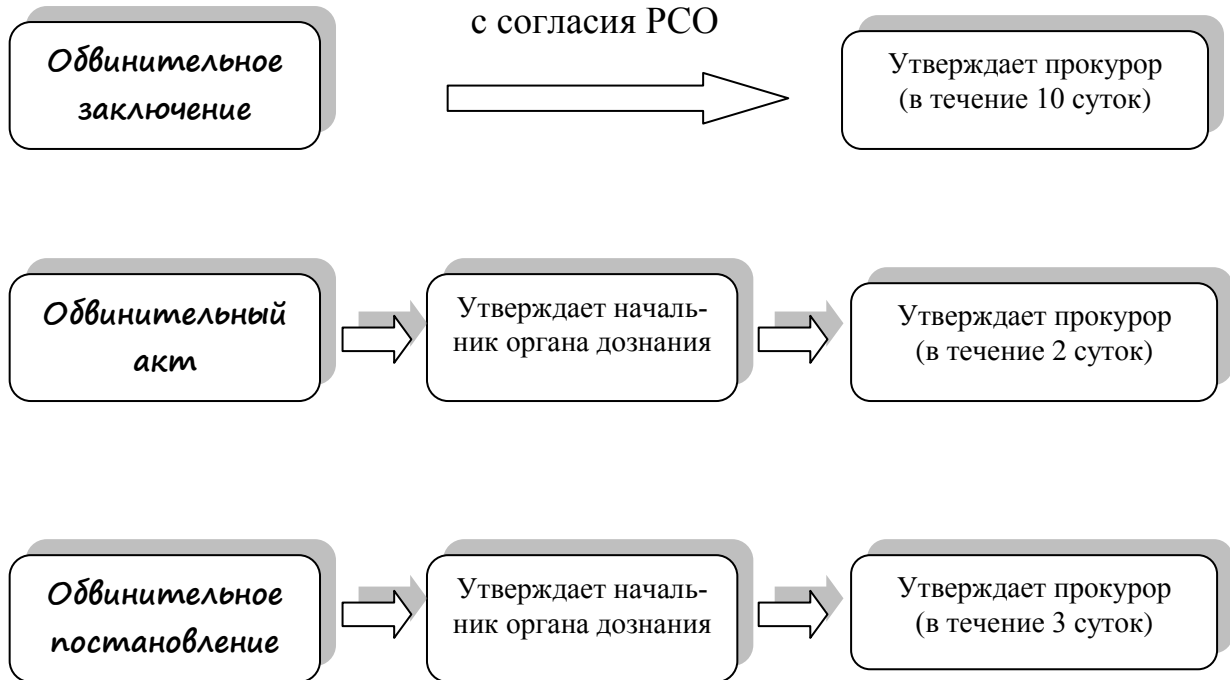 с согласия РСО
Обвинительное
заключение
Утверждает прокурор
(в течение 10 суток)
Обвинительный
акт
Утверждает началь-
ник органа дознания
Утверждает прокурор
(в течение 2 суток)
Обвинительное
постановление
Утверждает началь-
ник органа дознания
Утверждает прокурор
(в течение 3 суток)